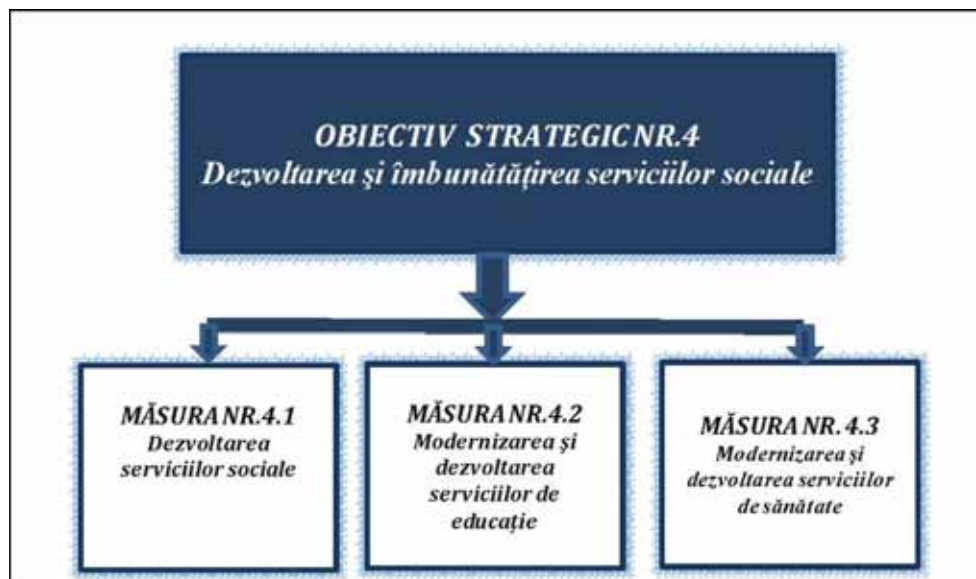 OBIECTIV STRATEGIC NR.4
Dezvoltarea şi îmbunătăţirea serviciilor sociale
MĂSURA NR.4.1
Dezvoltarea
serviciilor sociale
MĂSURA NR.4.2
Modernizarea şi
dezvoltarea
serviciilor de
educaţie
MĂSURA NR. 4.3
Modernizarea şi
dezvoltarea serviciilor
de sănătate